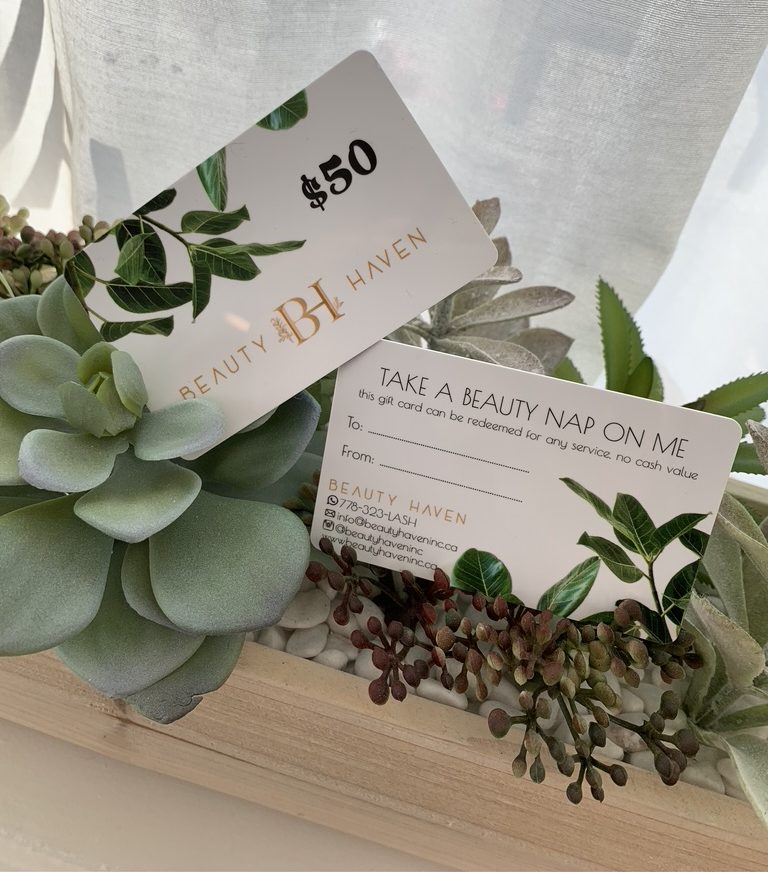 $50
BEAUTY BH HAVEN
TAKE A BEAUTY NAP ON ME
this gift card can be redeemed for any service, no cash value
To:
From:
BEAUTY HAVEN
778-323-LASH
info@beautyhaveninc.ca
@beautyhaveninc
www.beautyhaveninc.ca